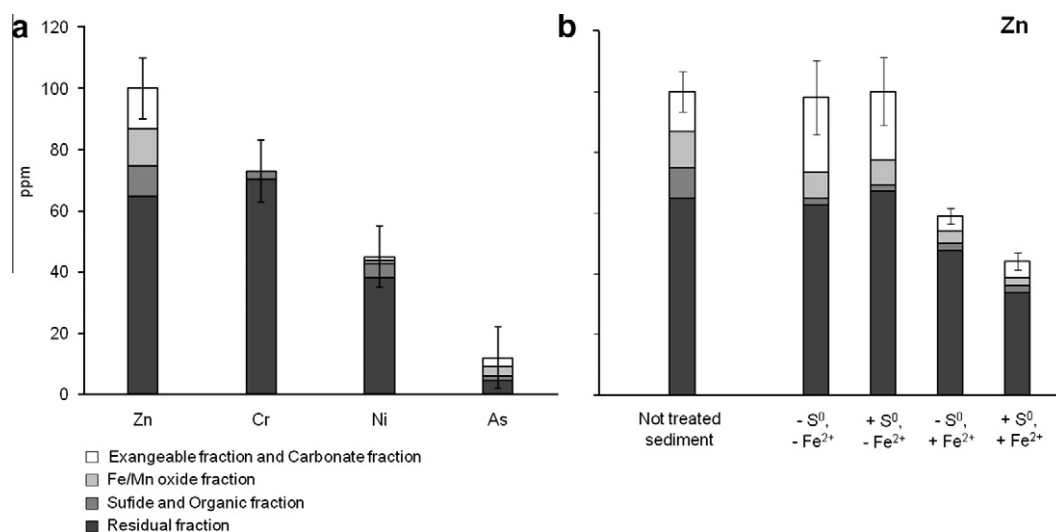 a
120
100
80
60
40
20
0
ppm
Zn Cr Ni As
Exangeable fraction and Carbonate fraction
Fe/Mn oxide fraction
Sufide and Organic fraction
Residual fraction
b
Zn
Not treated
sediment
- S⁰,
- Fe²⁺
+ S⁰,
- Fe²⁺
- S⁰,
+ Fe²⁺
+ S⁰,
+ Fe²⁺